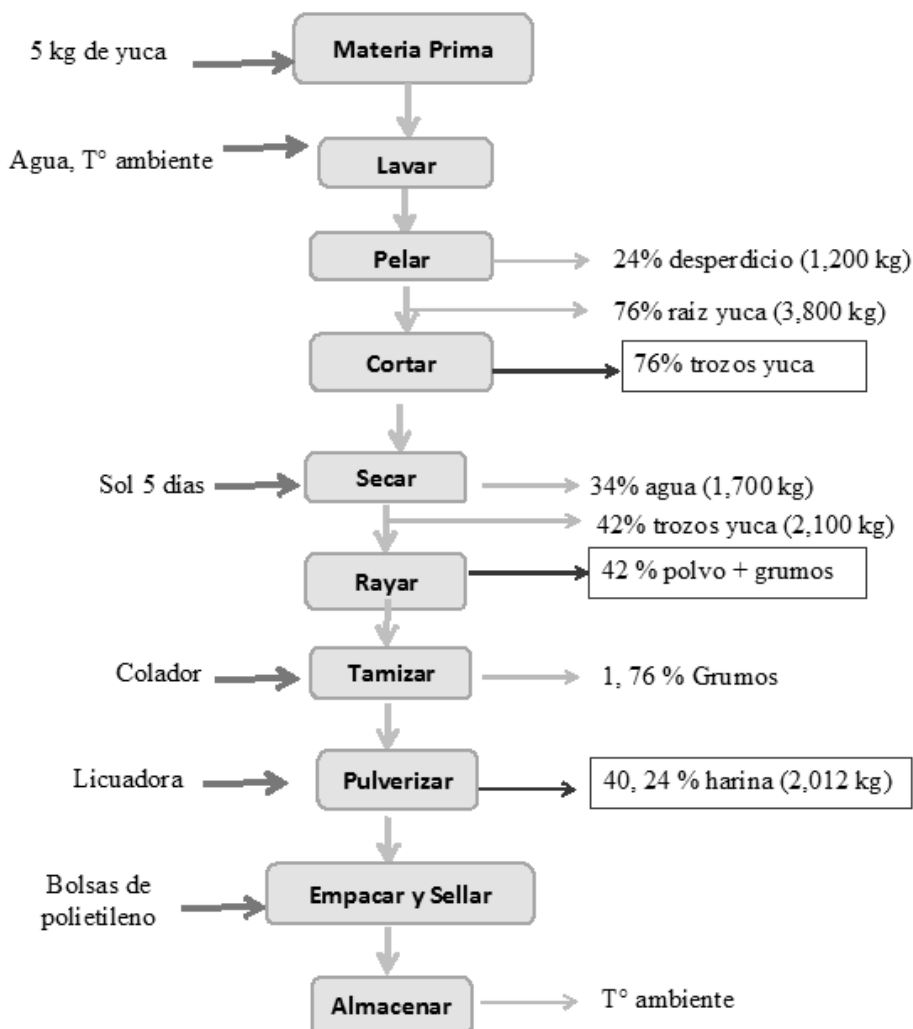 5 kg de yuca
Materia Prima
Agua, T° ambiente
Lavar
Pelar
24% desperdicio (1,200 kg)
76% raíz yuca (3,800 kg)
Cortar
76% trozos yuca
Sol 5 días
Secar
34% agua (1,700 kg)
42% trozos yuca (2,100 kg)
Rayar
42 % polvo + grumos
Colador
Tamizar
1, 76 % Grumos
Licuadora
Pulverizar
40, 24 % harina (2,012 kg)
Bolsas de
polietileno
Empacar y Sellar
Almacenar
T° ambiente